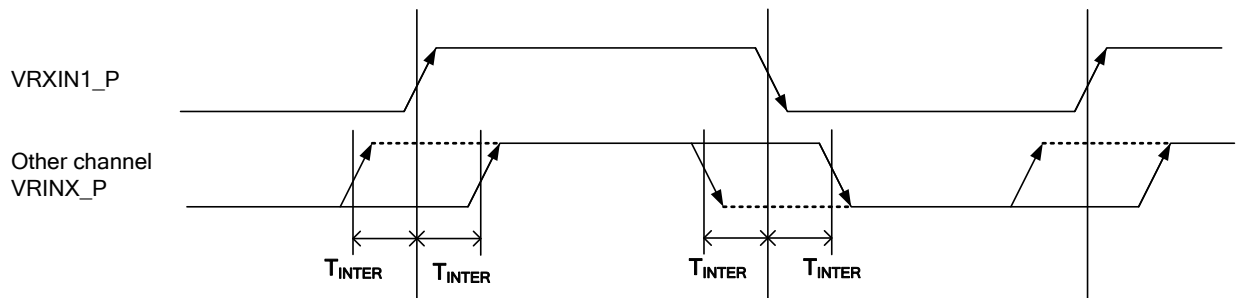 VRXIN1_P
Other channel
VRINX_P
TINTER
TINTER
TINTER
TINTER